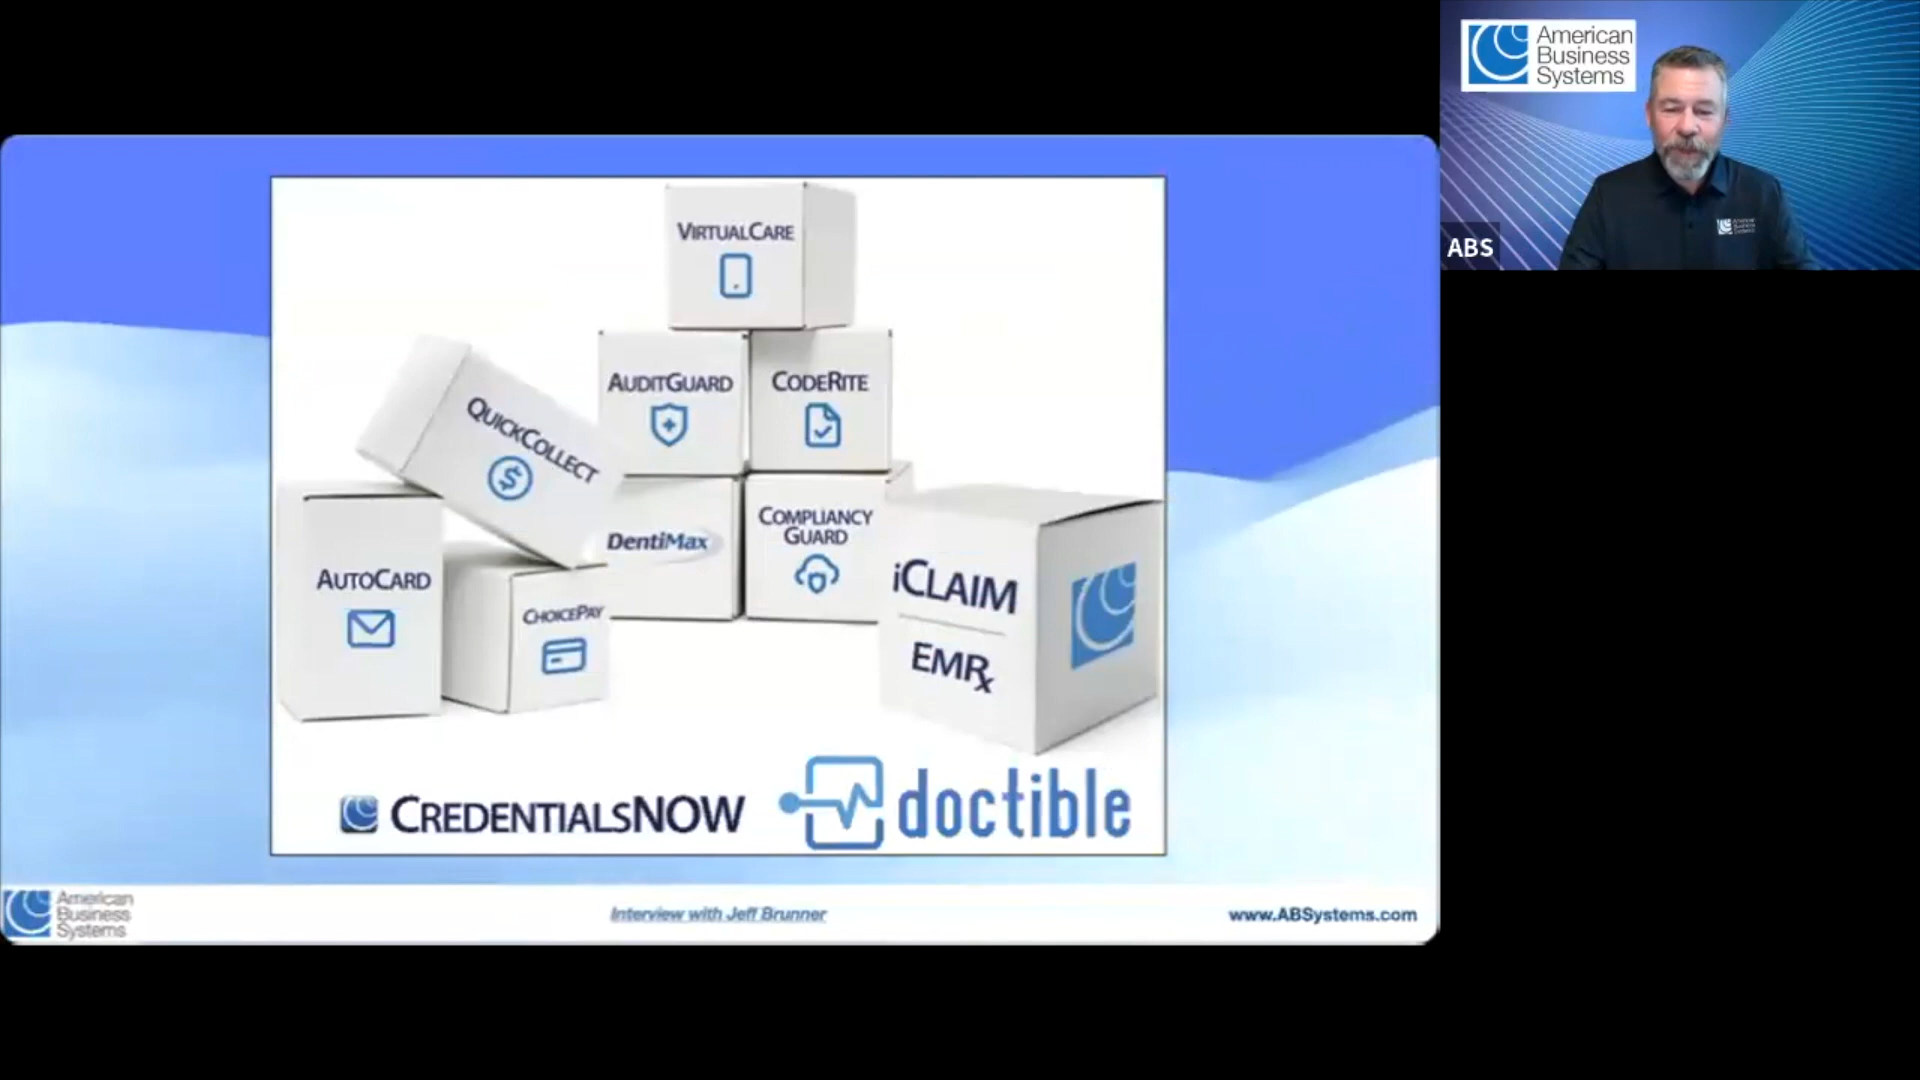 American
Business
Systems
ABS
VIRTUALCARE
AUDITGUARD
CODERITE
QUICKCOLLECT
DentiMax
COMPLIANCY
GUARD
AUTOCARD
CHOICEPAY
iCLAIM
EMRx
CREDENTIALSNOW
doctible
American
Business
Systems
Interview with Jeff Brunner
www.ABSystems.com